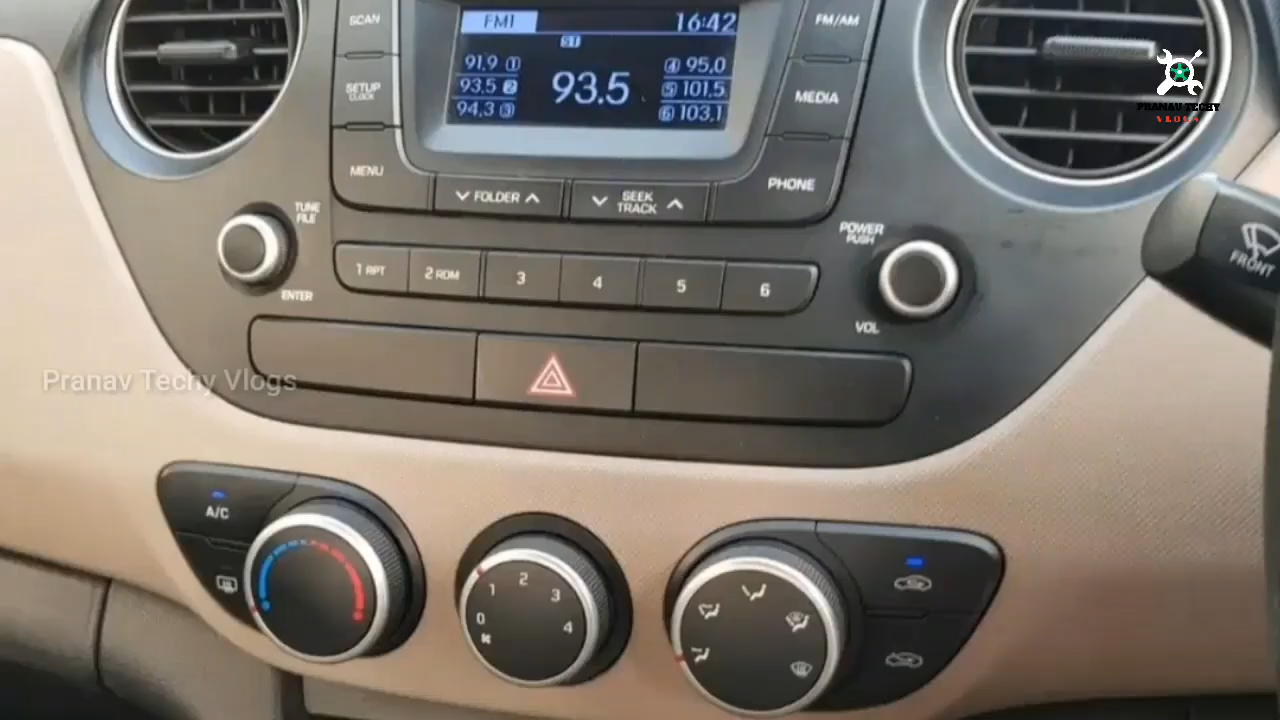 SCAN
FM1
16:42
FM/AM
ST
91.9 1
93.5 2
94.3 3
93.5
4 95.0
5 101.5
6 103.1
SETUP
CLOCK
MEDIA
MENU
FOLDER
SEEK
TRACK
PHONE
TUNE
FILE
ENTER
POWER
PUSH
VOL
1 RPT
2 RDM
3
4
5
6
FRONT
PRANAV TECHY
VLOGS
Pranav Techy Vlogs
A/C
0
1
2
3
4